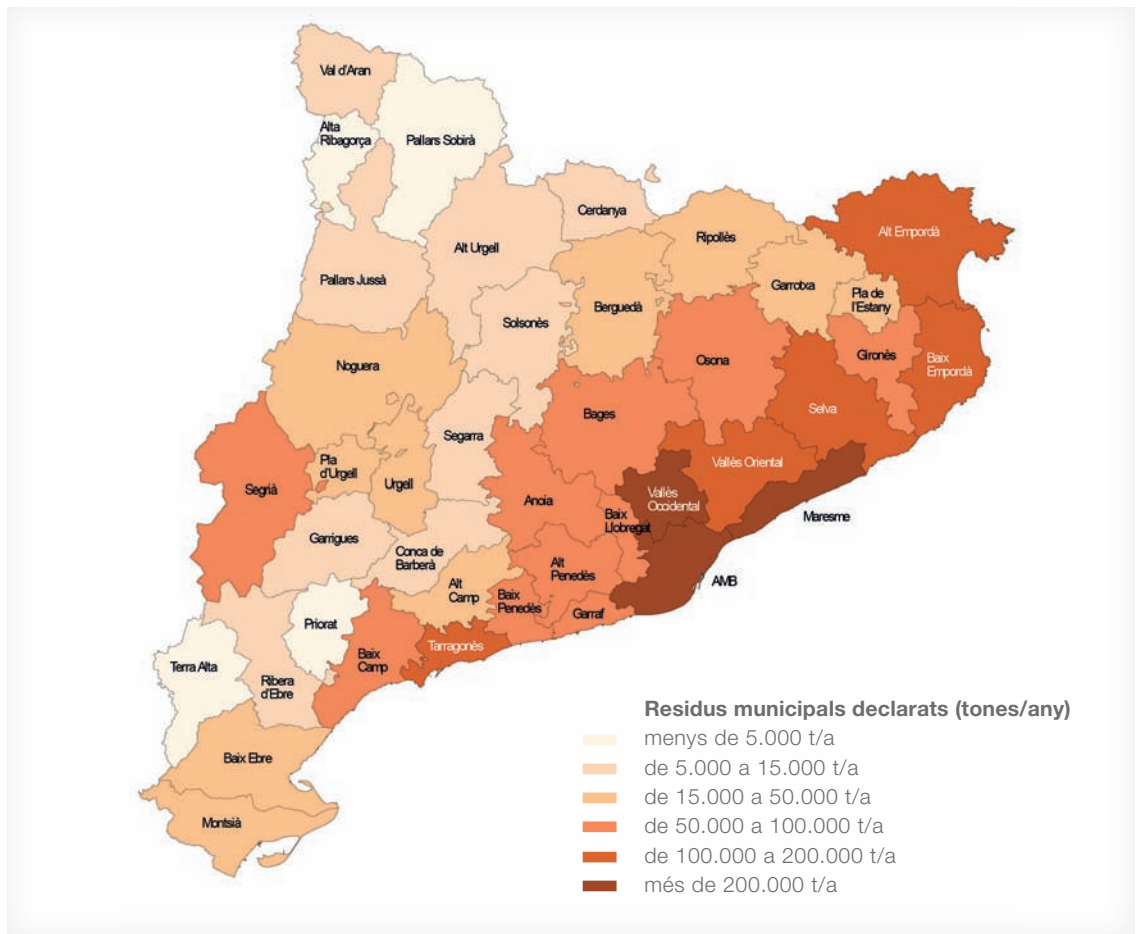 Val d'Aran
Alta
Ribagorça
Pallars Sobirà
Cerdanya
Alt Urgell
Ripollès
Alt Empordà
Pallars Jussà
Garrotxa
Pla de
l'Estany
Berguedà
Solsonès
Noguera
Osona
Gironès
Baix
Empordà
Bages
Selva
Segarra
Pla
d'Urgell
Urgell
Segrià
Vallès Oriental
Anoia
Vallès
Occidental
Baix
Llobregat
Maresme
Garrigues
Conca de
Barberà
Alt
Penedès
AMB
Alt
Camp
Baix
Penedès
Garraf
Priorat
Tarragonès
Baix
Camp
Terra Alta
Ribera
d'Ebre
Baix Ebre
Montsià
Residus municipals declarats (tones/any)
menys de 5.000 t/a
de 5.000 a 15.000 t/a
de 15.000 a 50.000 t/a
de 50.000 a 100.000 t/a
de 100.000 a 200.000 t/a
més de 200.000 t/a